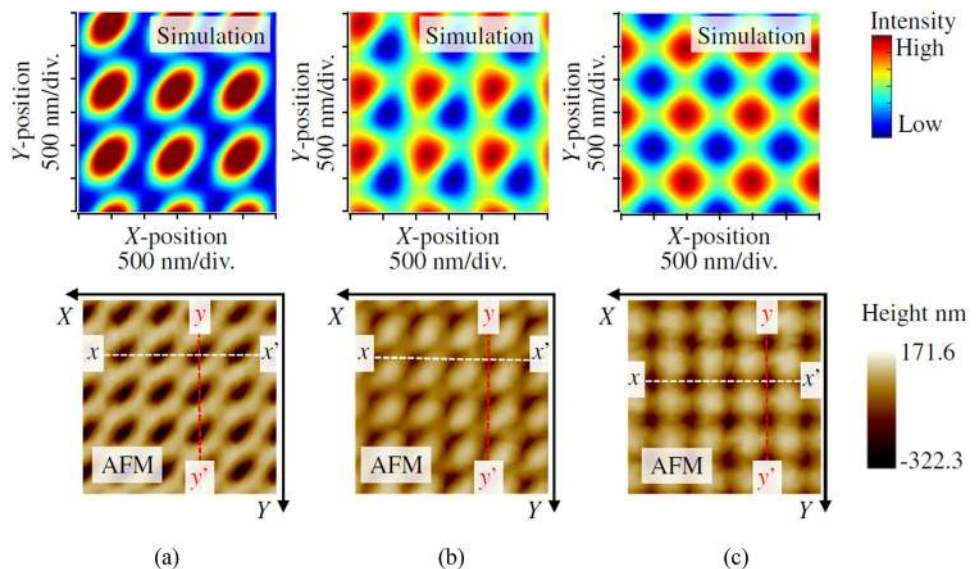 Simulation
Simulation
Simulation
Intensity
High
Low
Y-position
500 nm/div.
Y-position
500 nm/div.
Y-position
500 nm/div.
X-position
500 nm/div.
X-position
500 nm/div.
X-position
500 nm/div.
X
y
x
x'
AFM
y'
Y
X
y
x
x'
AFM
y'
Y
X
y
x
x'
AFM
y'
Y
Height nm
171.6
-322.3
(a)
(b)
(c)